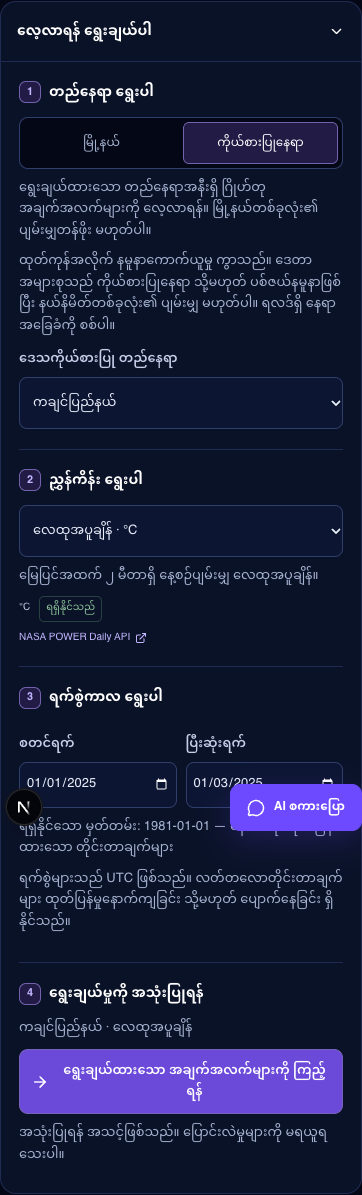 လေ့လာရန် ရွေးချယ်ပါ
1 တည်နေရာ ရွေးပါ
မြို့နယ် ကိုယ်စားပြုနေရာ
ရွေးချယ်ထားသော တည်နေရာအနီးရှိ ဂြိုဟ်တု
အချက်အလက်များကို လေ့လာရန်။ မြို့နယ်တစ်ခုလုံး၏
ပျမ်းမျှတန်ဖိုး မဟုတ်ပါ။
ထုတ်ကုန်အလိုက် နမူနာကောက်ယူမှု ကွာသည်။ ဒေတာ
အများစုသည် ကိုယ်စားပြုနေရာ သို့မဟုတ် ပစ်ဇယ်နမူနာဖြစ်
ပြီး နယ်နိမိတ်တစ်ခုလုံး၏ ပျမ်းမျှ မဟုတ်ပါ။ ရလဒ်ရှိ နေရာ
အခြေခံကို စစ်ပါ။
ဒေသကိုယ်စားပြု တည်နေရာ
ကချင်ပြည်နယ်
2 ညွှန်ကိန်း ရွေးပါ
လေထုအပူချိန် · °C
မြေပြင်အထက် ၂ မီတာရှိ နေ့စဉ်ပျမ်းမျှ လေထုအပူချိန်။
°C ရရှိနိုင်သည်
NASA POWER Daily API
3 ရက်စွဲကာလ ရွေးပါ
စတင်ရက် ပြီးဆုံးရက်
01/01/2025 01/03/2025
AI စကားပြော
N
ရရှိနိုင်သော မှတ်တမ်း: 1981-01-01 —
ထားသော တိုင်းတာချက်များ
ရက်စွဲများသည် UTC ဖြစ်သည်။ လတ်တလောတိုင်းတာချက်
များ ထုတ်ပြန်မှုနောက်ကျခြင်း သို့မဟုတ် ပျောက်နေခြင်း ရှိ
နိုင်သည်။
4 ရွေးချယ်မှုကို အသုံးပြုရန်
ကချင်ပြည်နယ် · လေထုအပူချိန်
ရွေးချယ်ထားသော အချက်အလက်များကို ကြည့်
ရန်
အသုံးပြုရန် အသင့်ဖြစ်သည်။ ပြောင်းလဲမှုများကို မရယူရ
သေးပါ။